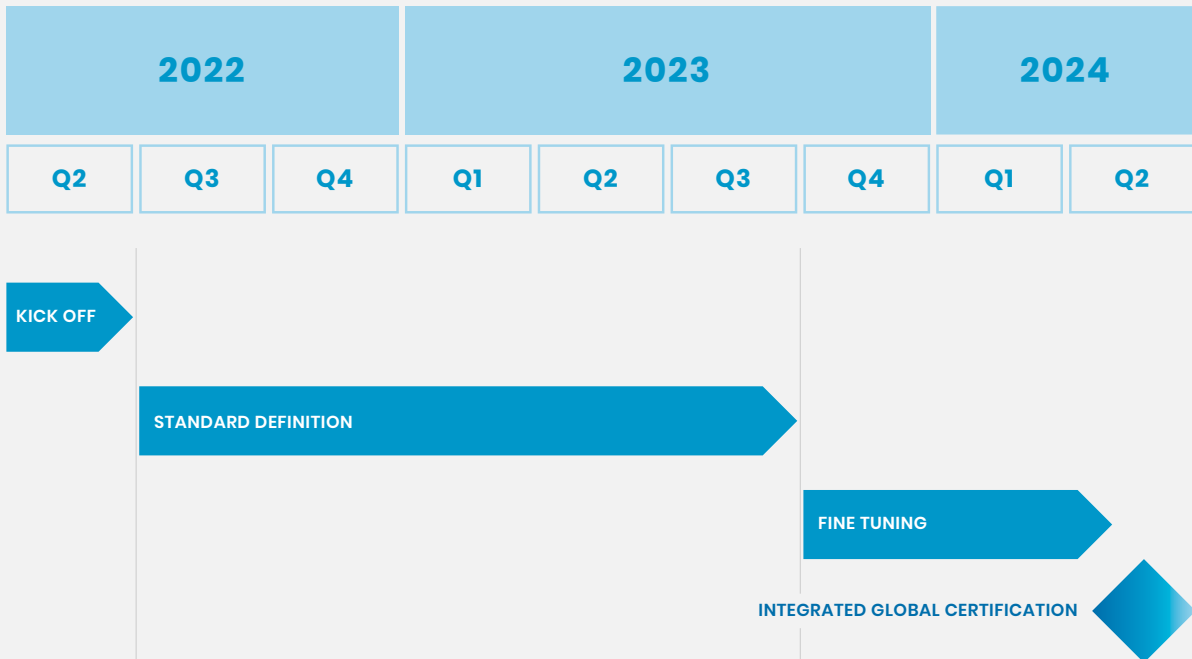 2022 2023 2024
Q2 Q3 Q4 Q1 Q2 Q3 Q4 Q1 Q2
KICK OFF
STANDARD DEFINITION
FINE TUNING
INTEGRATED GLOBAL CERTIFICATION